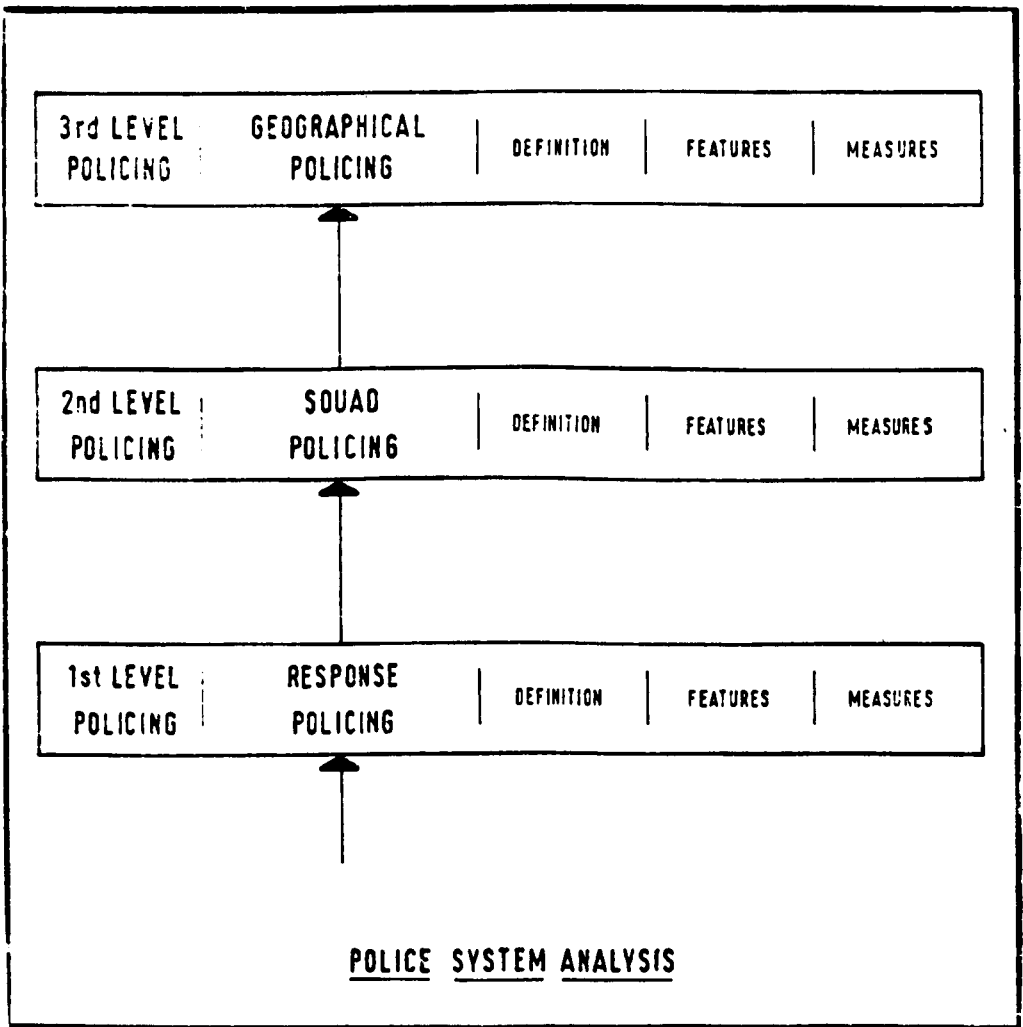 3rd LEVEL GEOGRAPHICAL
POLICING POLICING DEFINITION FEATURES MEASURES
2nd LEVEL SQUAD
POLICING POLICING DEFINITION FEATURES MEASURES
1st LEVEL RESPONSE
POLICING POLICING DEFINITION FEATURES MEASURES
POLICE SYSTEM ANALYSIS